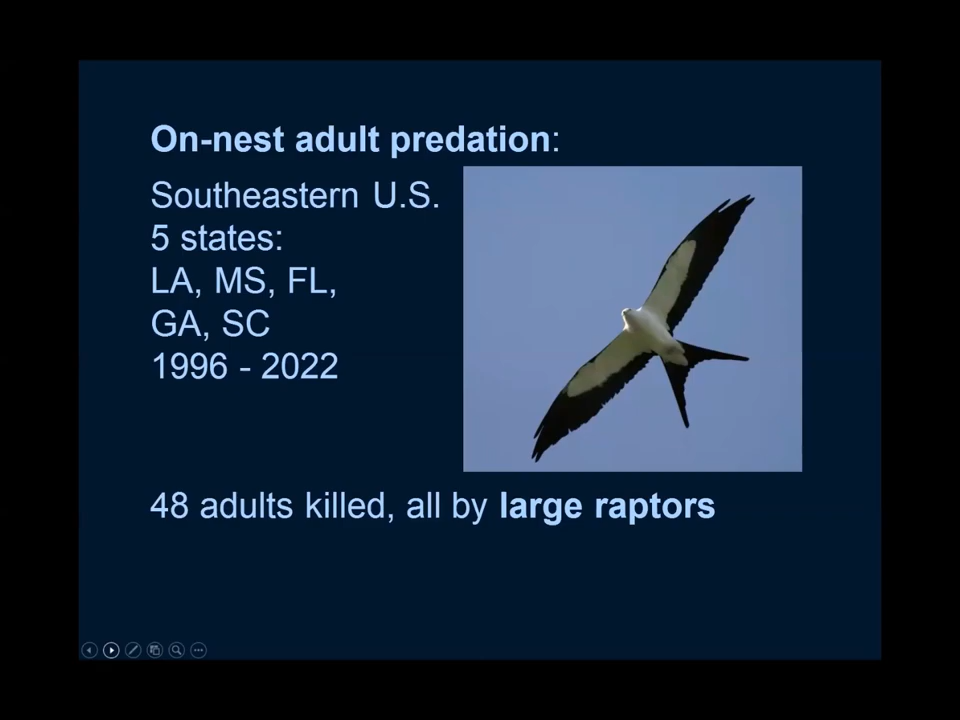 On-nest adult predation:
Southeastern U.S.
5 states:
LA, MS, FL,
GA, SC
1996 - 2022
48 adults killed, all by large raptors